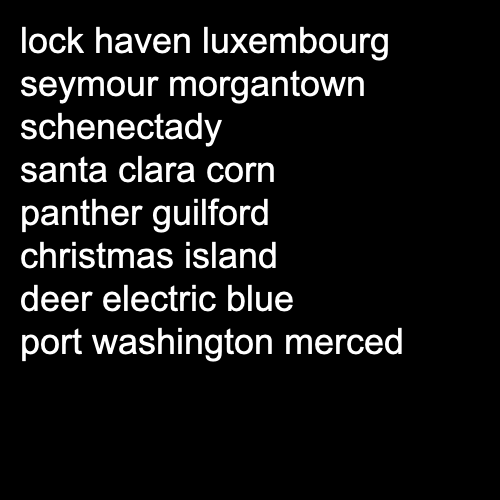 lock haven luxembourg
seymour morgantown
schenectady
santa clara corn
panther guilford
christmas island
deer electric blue
port washington merced